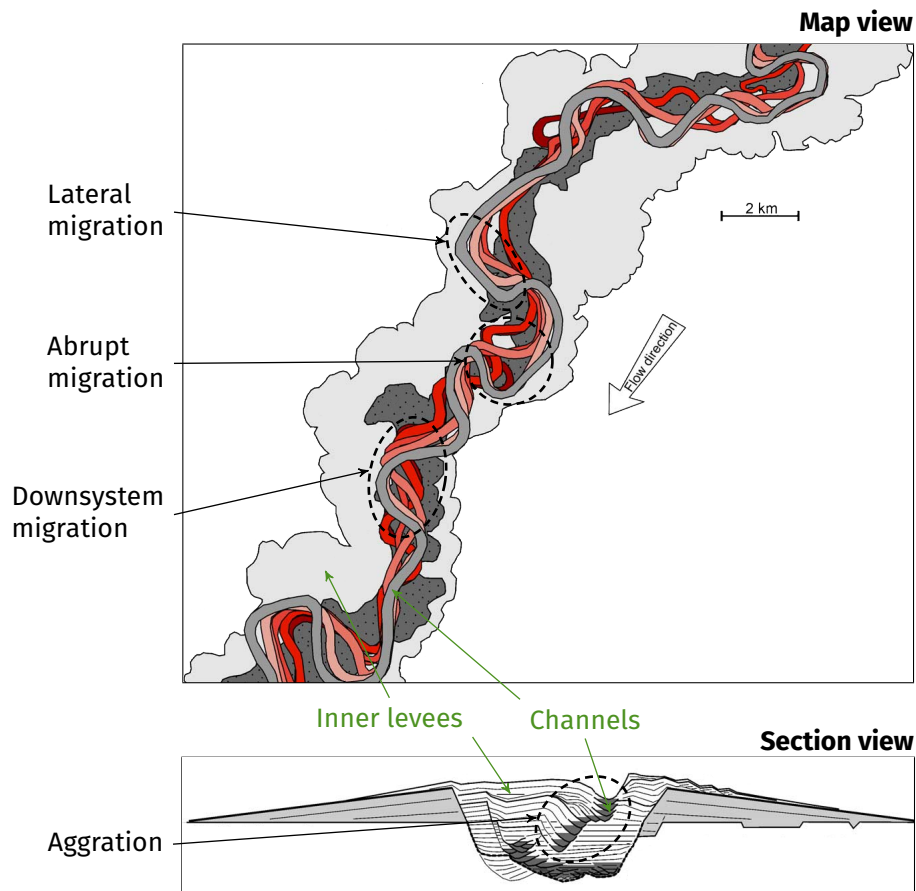 Map view
Lateral
migration
2 km
Abrupt
migration
Flow direction
Downsystem
migration
Inner levees
Channels
Section view
Aggration